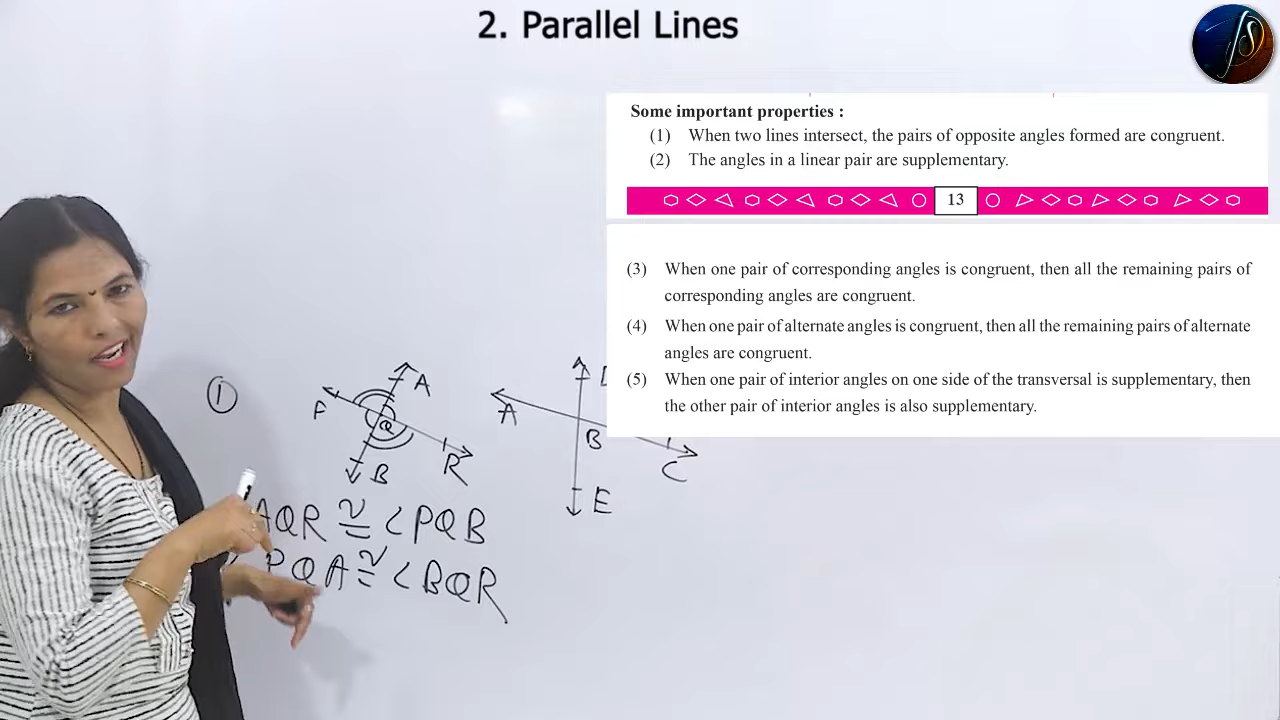 2. Parallel Lines
Some important properties :
(1) When two lines intersect, the pairs of opposite angles formed are congruent.
(2) The angles in a linear pair are supplementary.
13
(3) When one pair of corresponding angles is congruent, then all the remaining pairs of
corresponding angles are congruent.
(4) When one pair of alternate angles is congruent, then all the remaining pairs of alternate
angles are congruent.
(5) When one pair of interior angles on one side of the transversal is supplementary, then
the other pair of interior angles is also supplementary.
1
A
P
Q
B
R
A
B
C
E
AQR ≅ <PQB
PQA ≅ <BQR